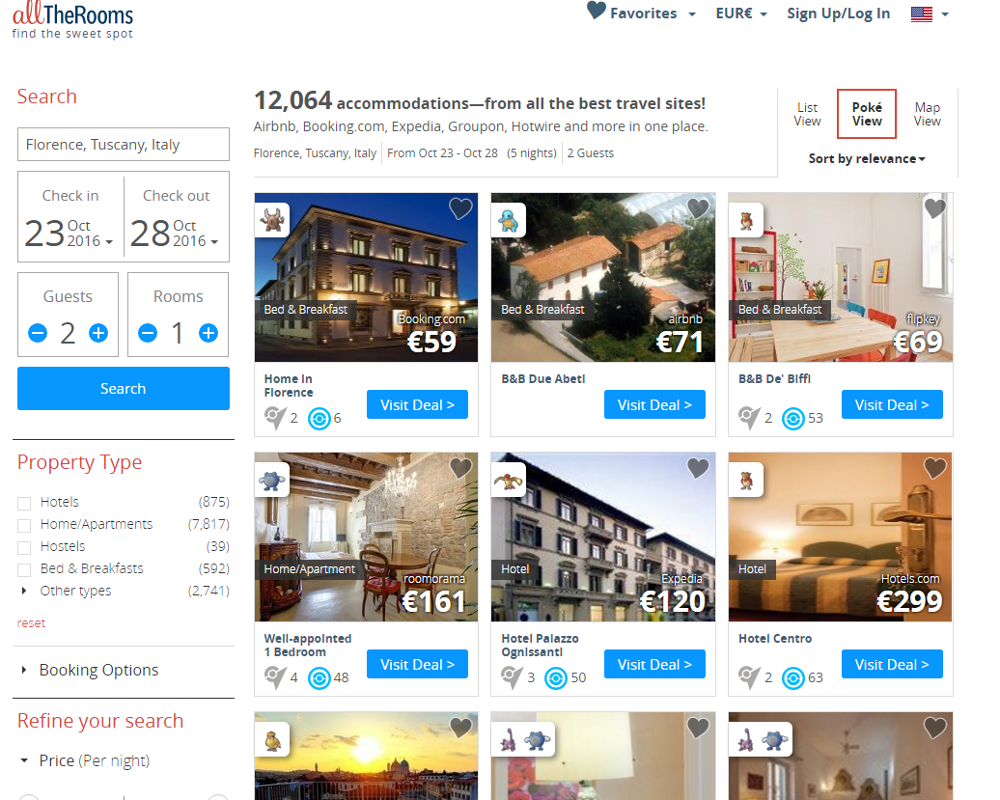 allTheRooms
find the sweet spot
Favorites
EUR€
Sign Up/Log In
Search
Florence, Tuscany, Italy
Check in
23 Oct 2016
Check out
28 Oct 2016
Guests
2
Rooms
1
Search
Property Type
Hotels (875)
Home/Apartments (7,817)
Hostels (39)
Bed & Breakfasts (592)
Other types (2,741)
reset
Booking Options
Refine your search
Price (Per night)
12,064 accommodations—from all the best travel sites!
Airbnb, Booking.com, Expedia, Groupon, Hotwire and more in one place.
Florence, Tuscany, Italy From Oct 23 - Oct 28 (5 nights) 2 Guests
List View
Poké View
Map View
Sort by relevance
Bed & Breakfast
Booking.com
€59
Home In
Florence
2 6
Visit Deal >
Bed & Breakfast
airbnb
€71
B&B Due Abeti
Visit Deal >
Bed & Breakfast
flipkey
€69
B&B De' Biffi
2 53
Visit Deal >
Home/Apartment
roomorama
€161
Well-appointed
1 Bedroom
4 48
Visit Deal >
Hotel
Expedia
€120
Hotel Palazzo
Ognissanti
3 50
Visit Deal >
Hotel
Hotels.com
€299
Hotel Centro
2 63
Visit Deal >